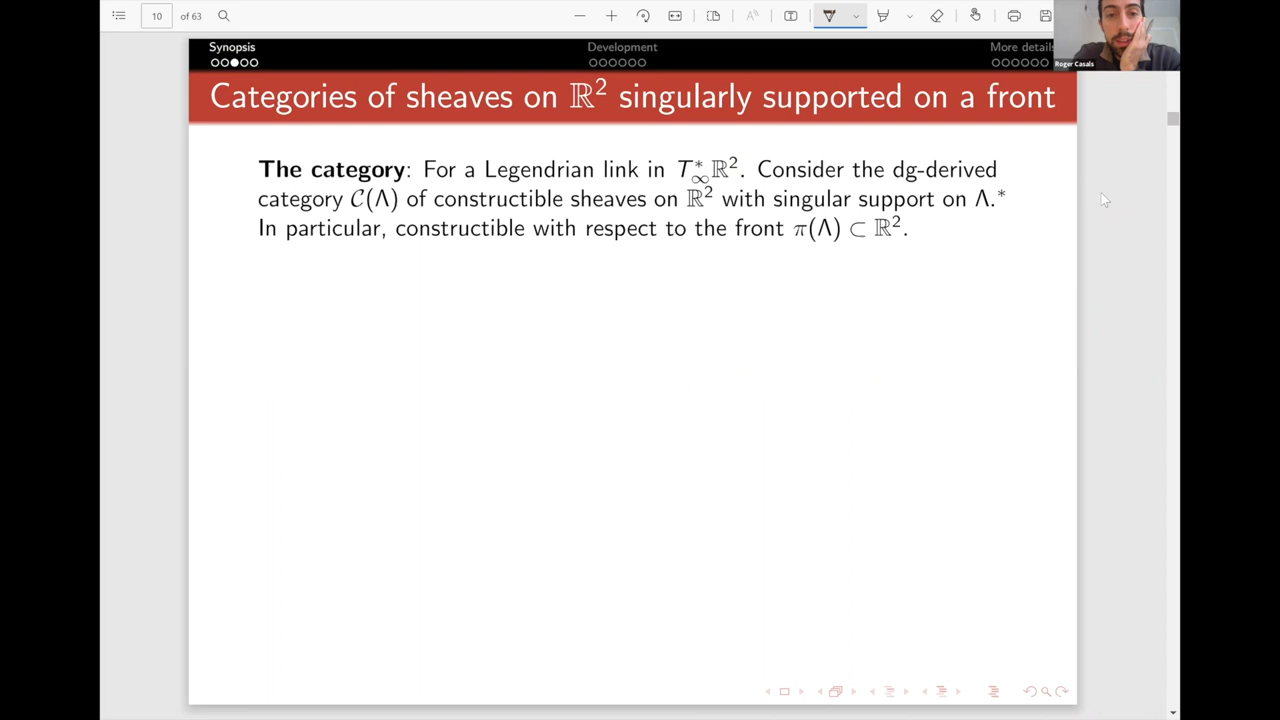 10 of 63
Roger Casals
Synopsis Development More details
Categories of sheaves on ℝ² singularly supported on a front
The category: For a Legendrian link in T*∞ℝ². Consider the dg-derived
category C(Λ) of constructible sheaves on ℝ² with singular support on Λ.*
In particular, constructible with respect to the front π(Λ) ⊂ ℝ².